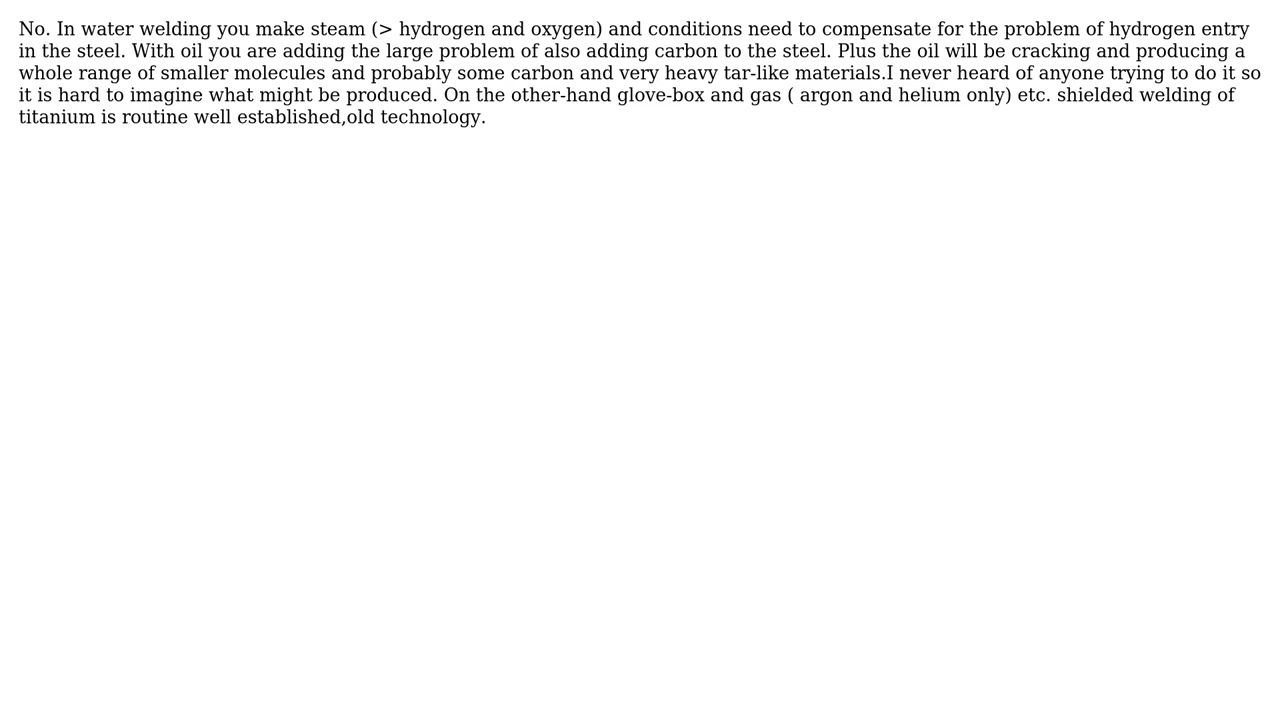 No. In water welding you make steam (> hydrogen and oxygen) and conditions need to compensate for the problem of hydrogen entry
in the steel. With oil you are adding the large problem of also adding carbon to the steel. Plus the oil will be cracking and producing a
whole range of smaller molecules and probably some carbon and very heavy tar-like materials.I never heard of anyone trying to do it so
it is hard to imagine what might be produced. On the other-hand glove-box and gas ( argon and helium only) etc. shielded welding of
titanium is routine well established,old technology.